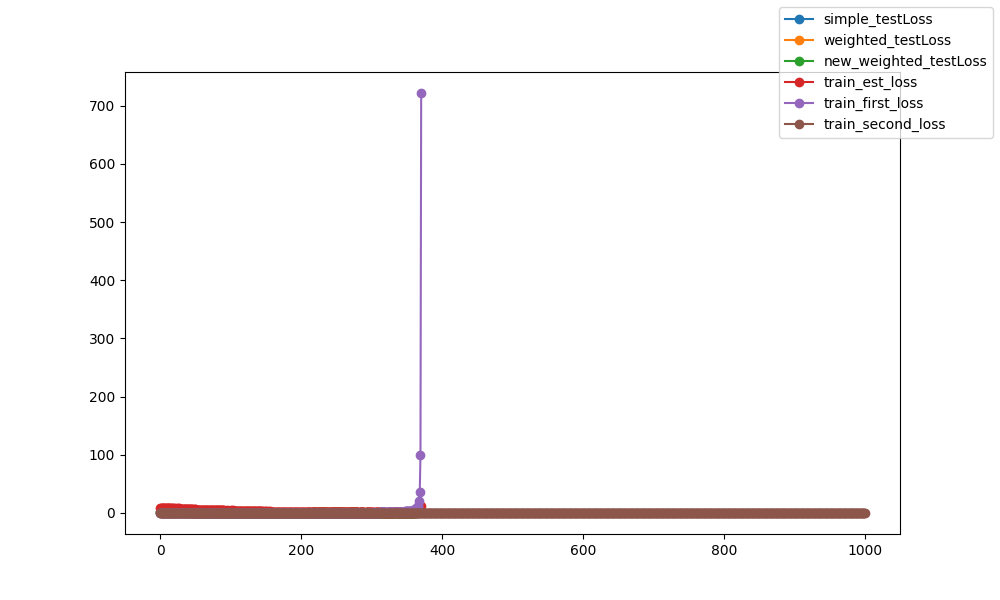 simple_testLoss
weighted_testLoss
new_weighted_testLoss
train_est_loss
train_first_loss
train_second_loss
700
600
500
400
300
200
100
0
0 200 400 600 800 1000